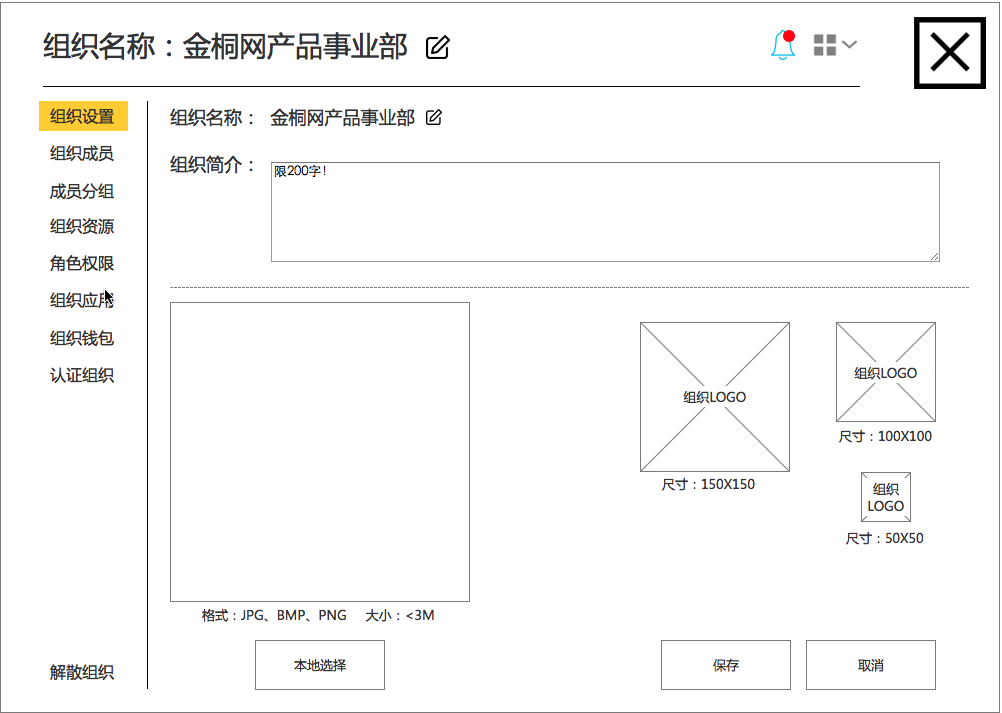 组织名称：金桐网产品事业部
组织设置
组织成员
成员分组
组织资源
角色权限
组织应用
组织钱包
认证组织
解散组织
组织名称： 金桐网产品事业部
组织简介：
限200字!
格式：JPG、BMP、PNG 大小：<3M
本地选择
组织LOGO
尺寸：150X150
组织LOGO
尺寸：100X100
组织
LOGO
尺寸：50X50
保存
取消